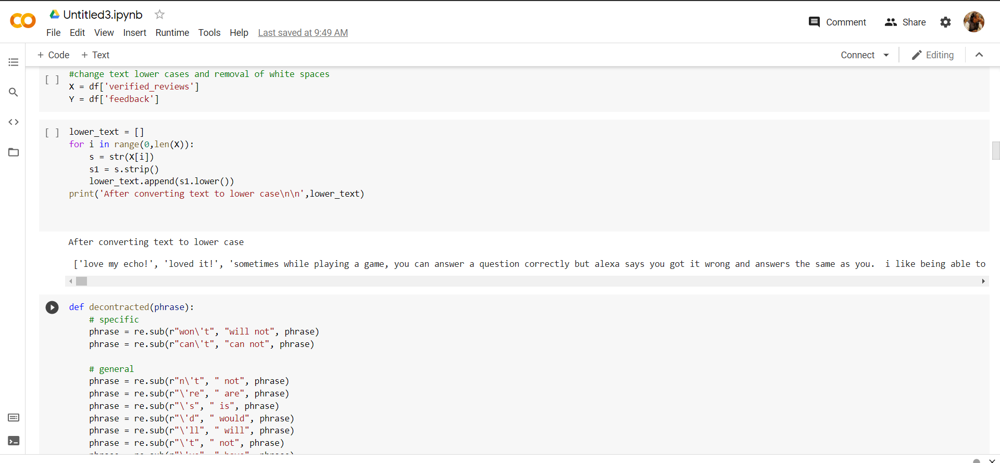 Untitled3.ipynb
File Edit View Insert Runtime Tools Help Last saved at 9:49 AM
Comment Share
+ Code + Text
Connect Editing
[ ] #change text lower cases and removal of white spaces
X = df['verified_reviews']
Y = df['feedback']
[ ] lower_text = []
for i in range(0,len(X)):
    s = str(X[i])
    s1 = s.strip()
    lower_text.append(s1.lower())
print('After converting text to lower case\n\n',lower_text)
After converting text to lower case
['love my echo!', 'loved it!', 'sometimes while playing a game, you can answer a question correctly but alexa says you got it wrong and answers the same as you.  i like being able to
def decontracted(phrase):
    # specific
    phrase = re.sub(r"won\'t", "will not", phrase)
    phrase = re.sub(r"can\'t", "can not", phrase)
    # general
    phrase = re.sub(r"n\'t", " not", phrase)
    phrase = re.sub(r"\'re", " are", phrase)
    phrase = re.sub(r"\'s", " is", phrase)
    phrase = re.sub(r"\'d", " would", phrase)
    phrase = re.sub(r"\'ll", " will", phrase)
    phrase = re.sub(r"\'t", " not", phrase)